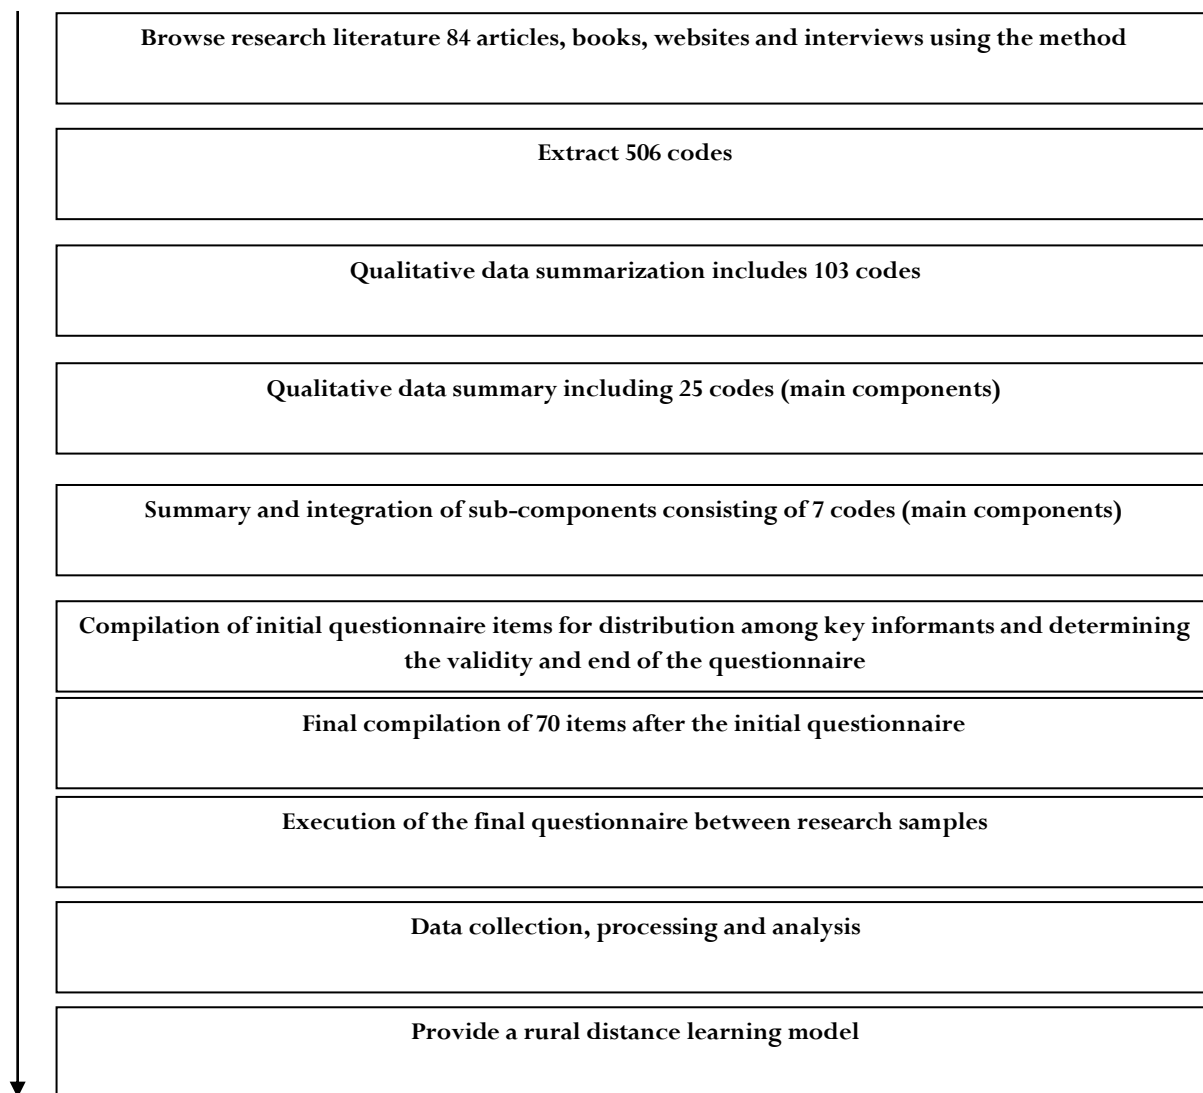 Browse research literature 84 articles, books, websites and interviews using the method
Extract 506 codes
Qualitative data summarization includes 103 codes
Qualitative data summary including 25 codes (main components)
Summary and integration of sub-components consisting of 7 codes (main components)
Compilation of initial questionnaire items for distribution among key informants and determining
the validity and end of the questionnaire
Final compilation of 70 items after the initial questionnaire
Execution of the final questionnaire between research samples
Data collection, processing and analysis
Provide a rural distance learning model